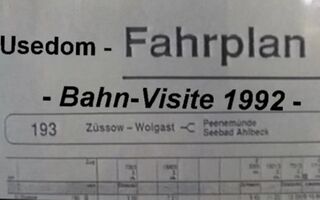 Usedom - Fahrplan
- Bahn-Visite 1992 -
193 Züssow – Wolgast Peenemünde
Seebad Ahlbeck